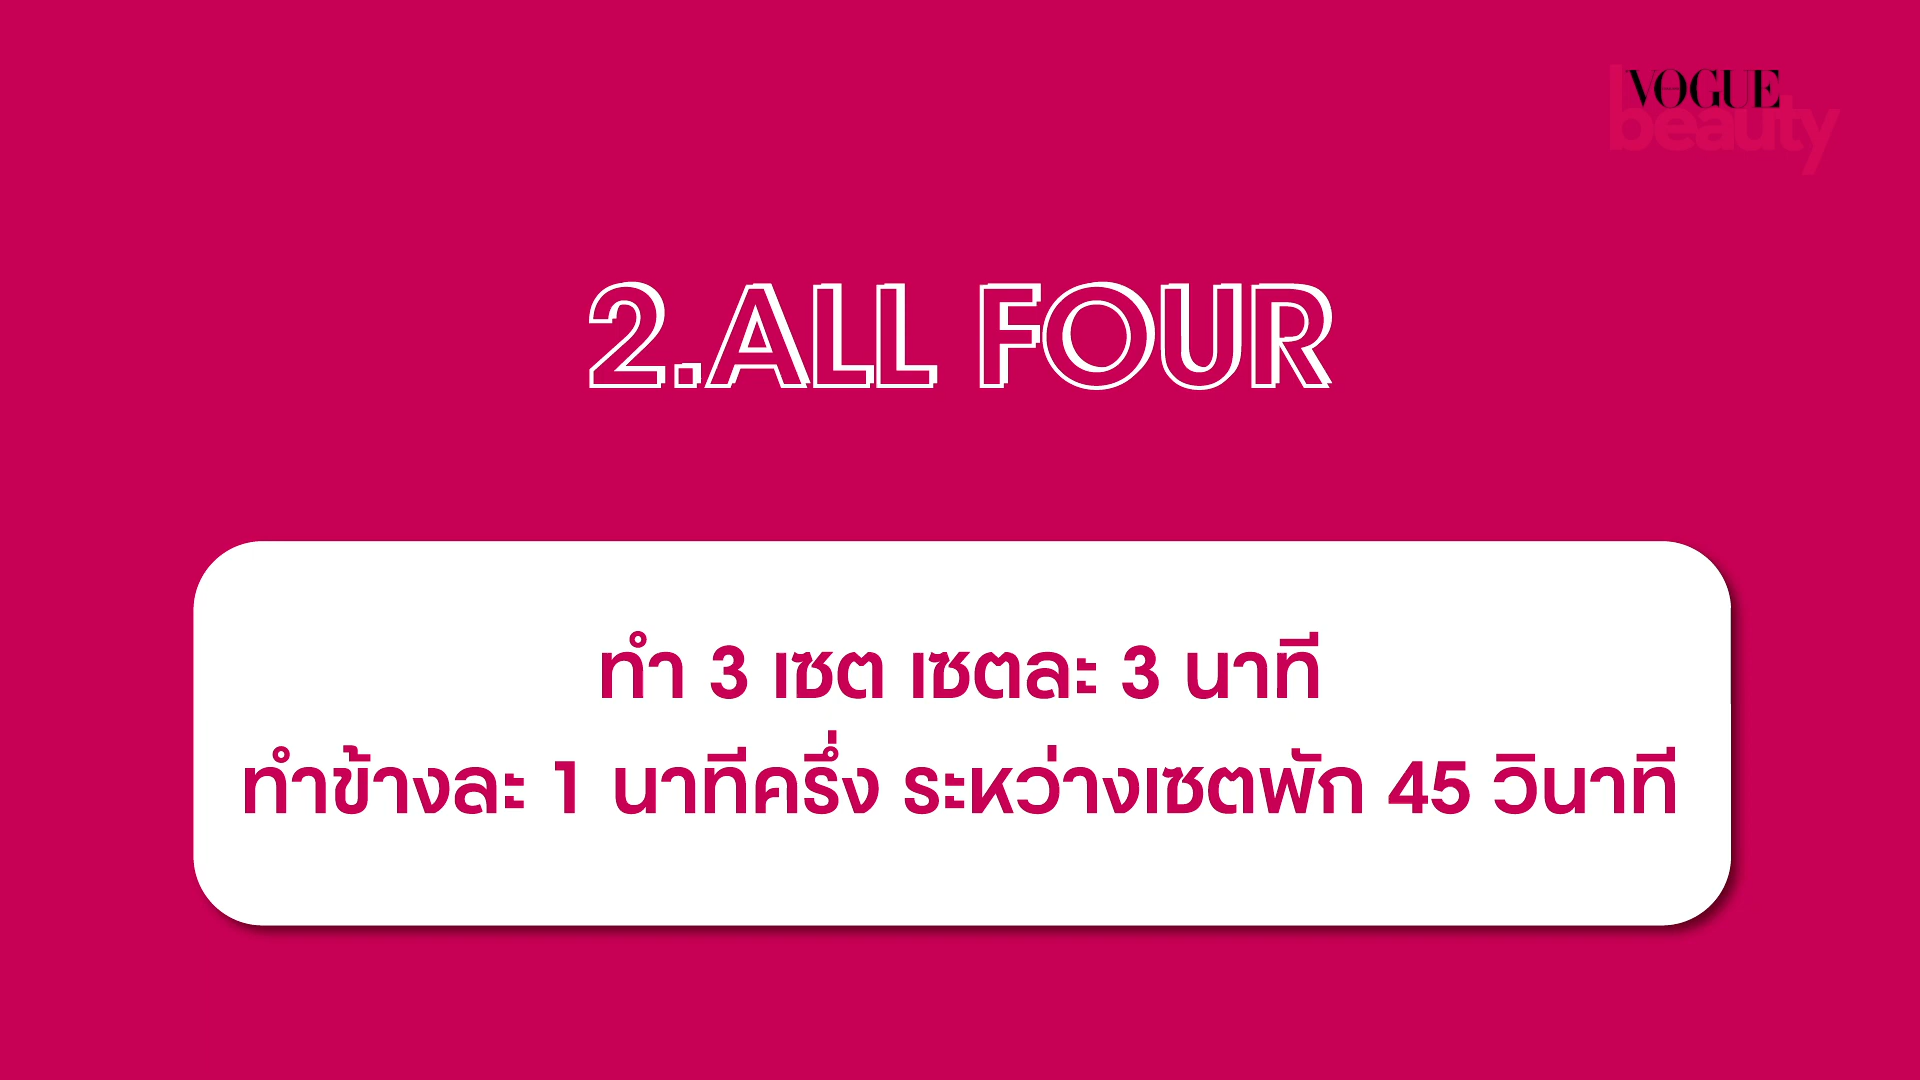 VOGUE
beauty
2.ALL FOUR
ทำ 3 เซต เซตละ 3 นาที
ทำข้างละ 1 นาทีครึ่ง ระหว่างเซตพัก 45 วินาที